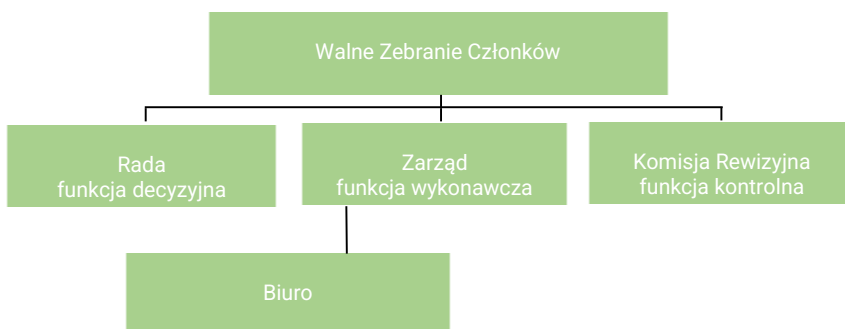 Walne Zebranie Członków
Rada
funkcja decyzyjna
Zarząd
funkcja wykonawcza
Komisja Rewizyjna
funkcja kontrolna
Biuro